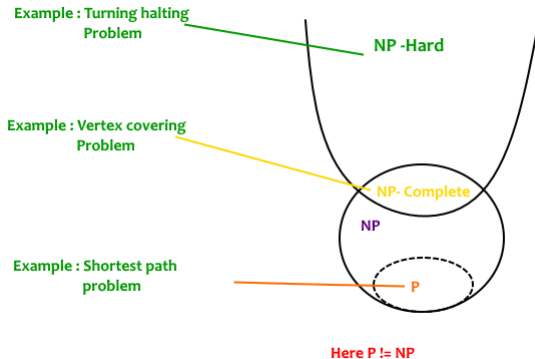 Example : Turning halting
Problem
NP -Hard
Example : Vertex covering
Problem
NP- Complete
NP
Example : Shortest path
problem
P
Here P != NP